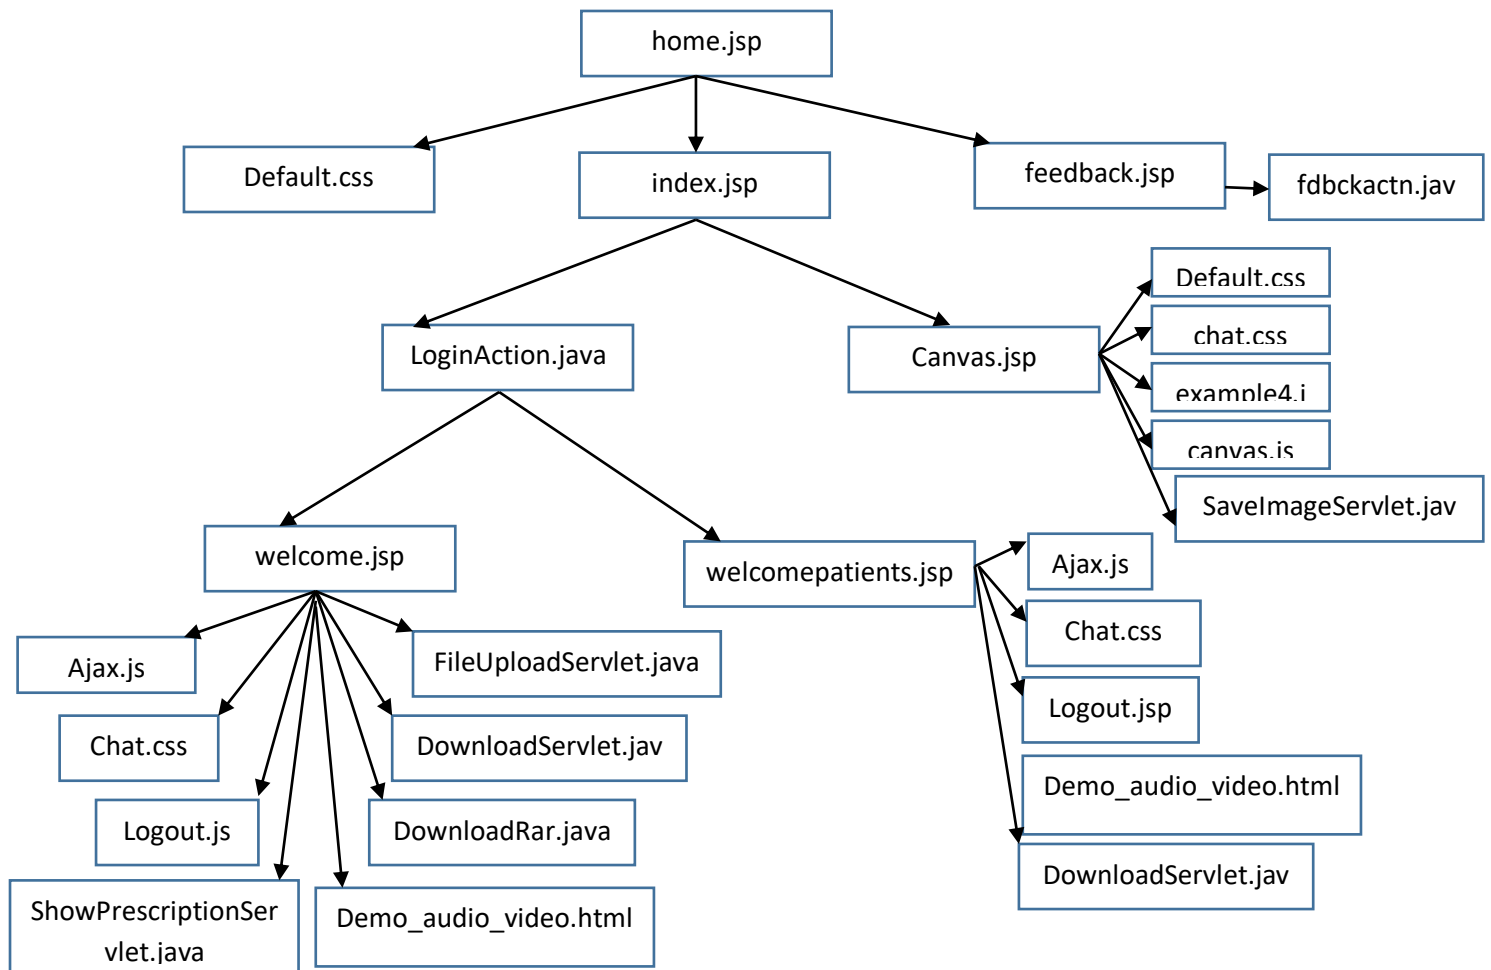 home.jsp
Default.css
index.jsp
feedback.jsp
fdbckactn.jav
Default.css
chat.css
example4.j
canvas.js
SaveImageServlet.jav
LoginAction.java
Canvas.jsp
welcome.jsp
welcomepatients.jsp
Ajax.js
Chat.css
Logout.jsp
Demo_audio_video.html
DownloadServlet.jav
Ajax.js
FileUploadServlet.java
Chat.css
DownloadServlet.jav
Logout.js
DownloadRar.java
ShowPrescriptionSer
vlet.java
Demo_audio_video.html